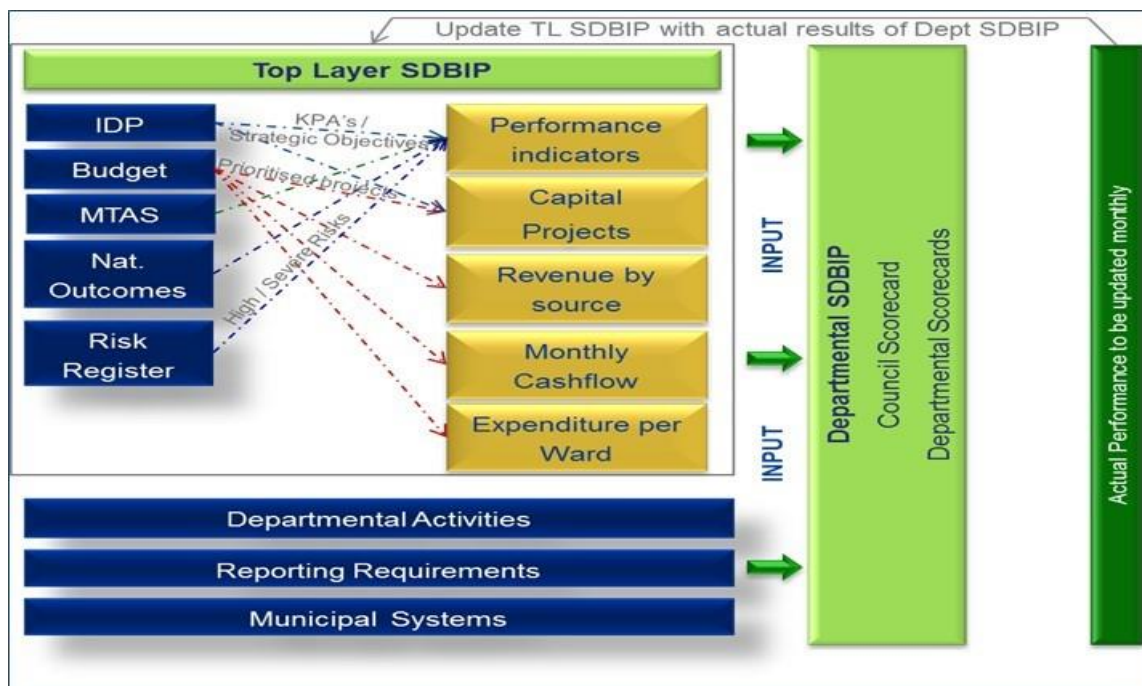 Update TL SDBIP with actual results of Dept SDBIP
Top Layer SDBIP
IDP
Budget
MTAS
Nat.
Outcomes
Risk
Register
KPA's /
Strategic Objectives
Prioritised projects
High / Severe Risks
Performance
indicators
Capital
Projects
Revenue by
source
Monthly
Cashflow
Expenditure per
Ward
INPUT
INPUT
Departmental SDBIP
Council Scorecard
Departmental Scorecards
Actual Performance to be updated monthly
Departmental Activities
Reporting Requirements
Municipal Systems